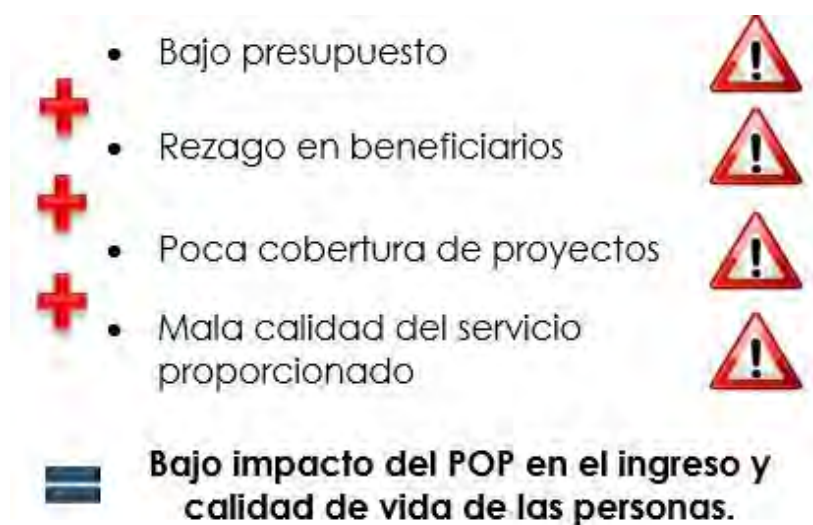 • Bajo presupuesto
• Rezago en beneficiarios
• Poca cobertura de proyectos
• Mala calidad del servicio
proporcionado
Bajo impacto del POP en el ingreso y
calidad de vida de las personas.